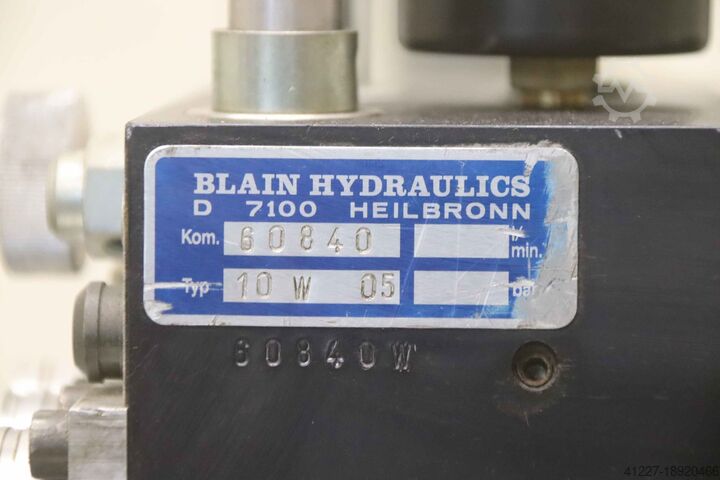 BLAIN HYDRAULICS
D 7100 HEILBRONN
Kom. 60840 l/min.
Typ 10 W 05 bar
60840W
41227-18920466